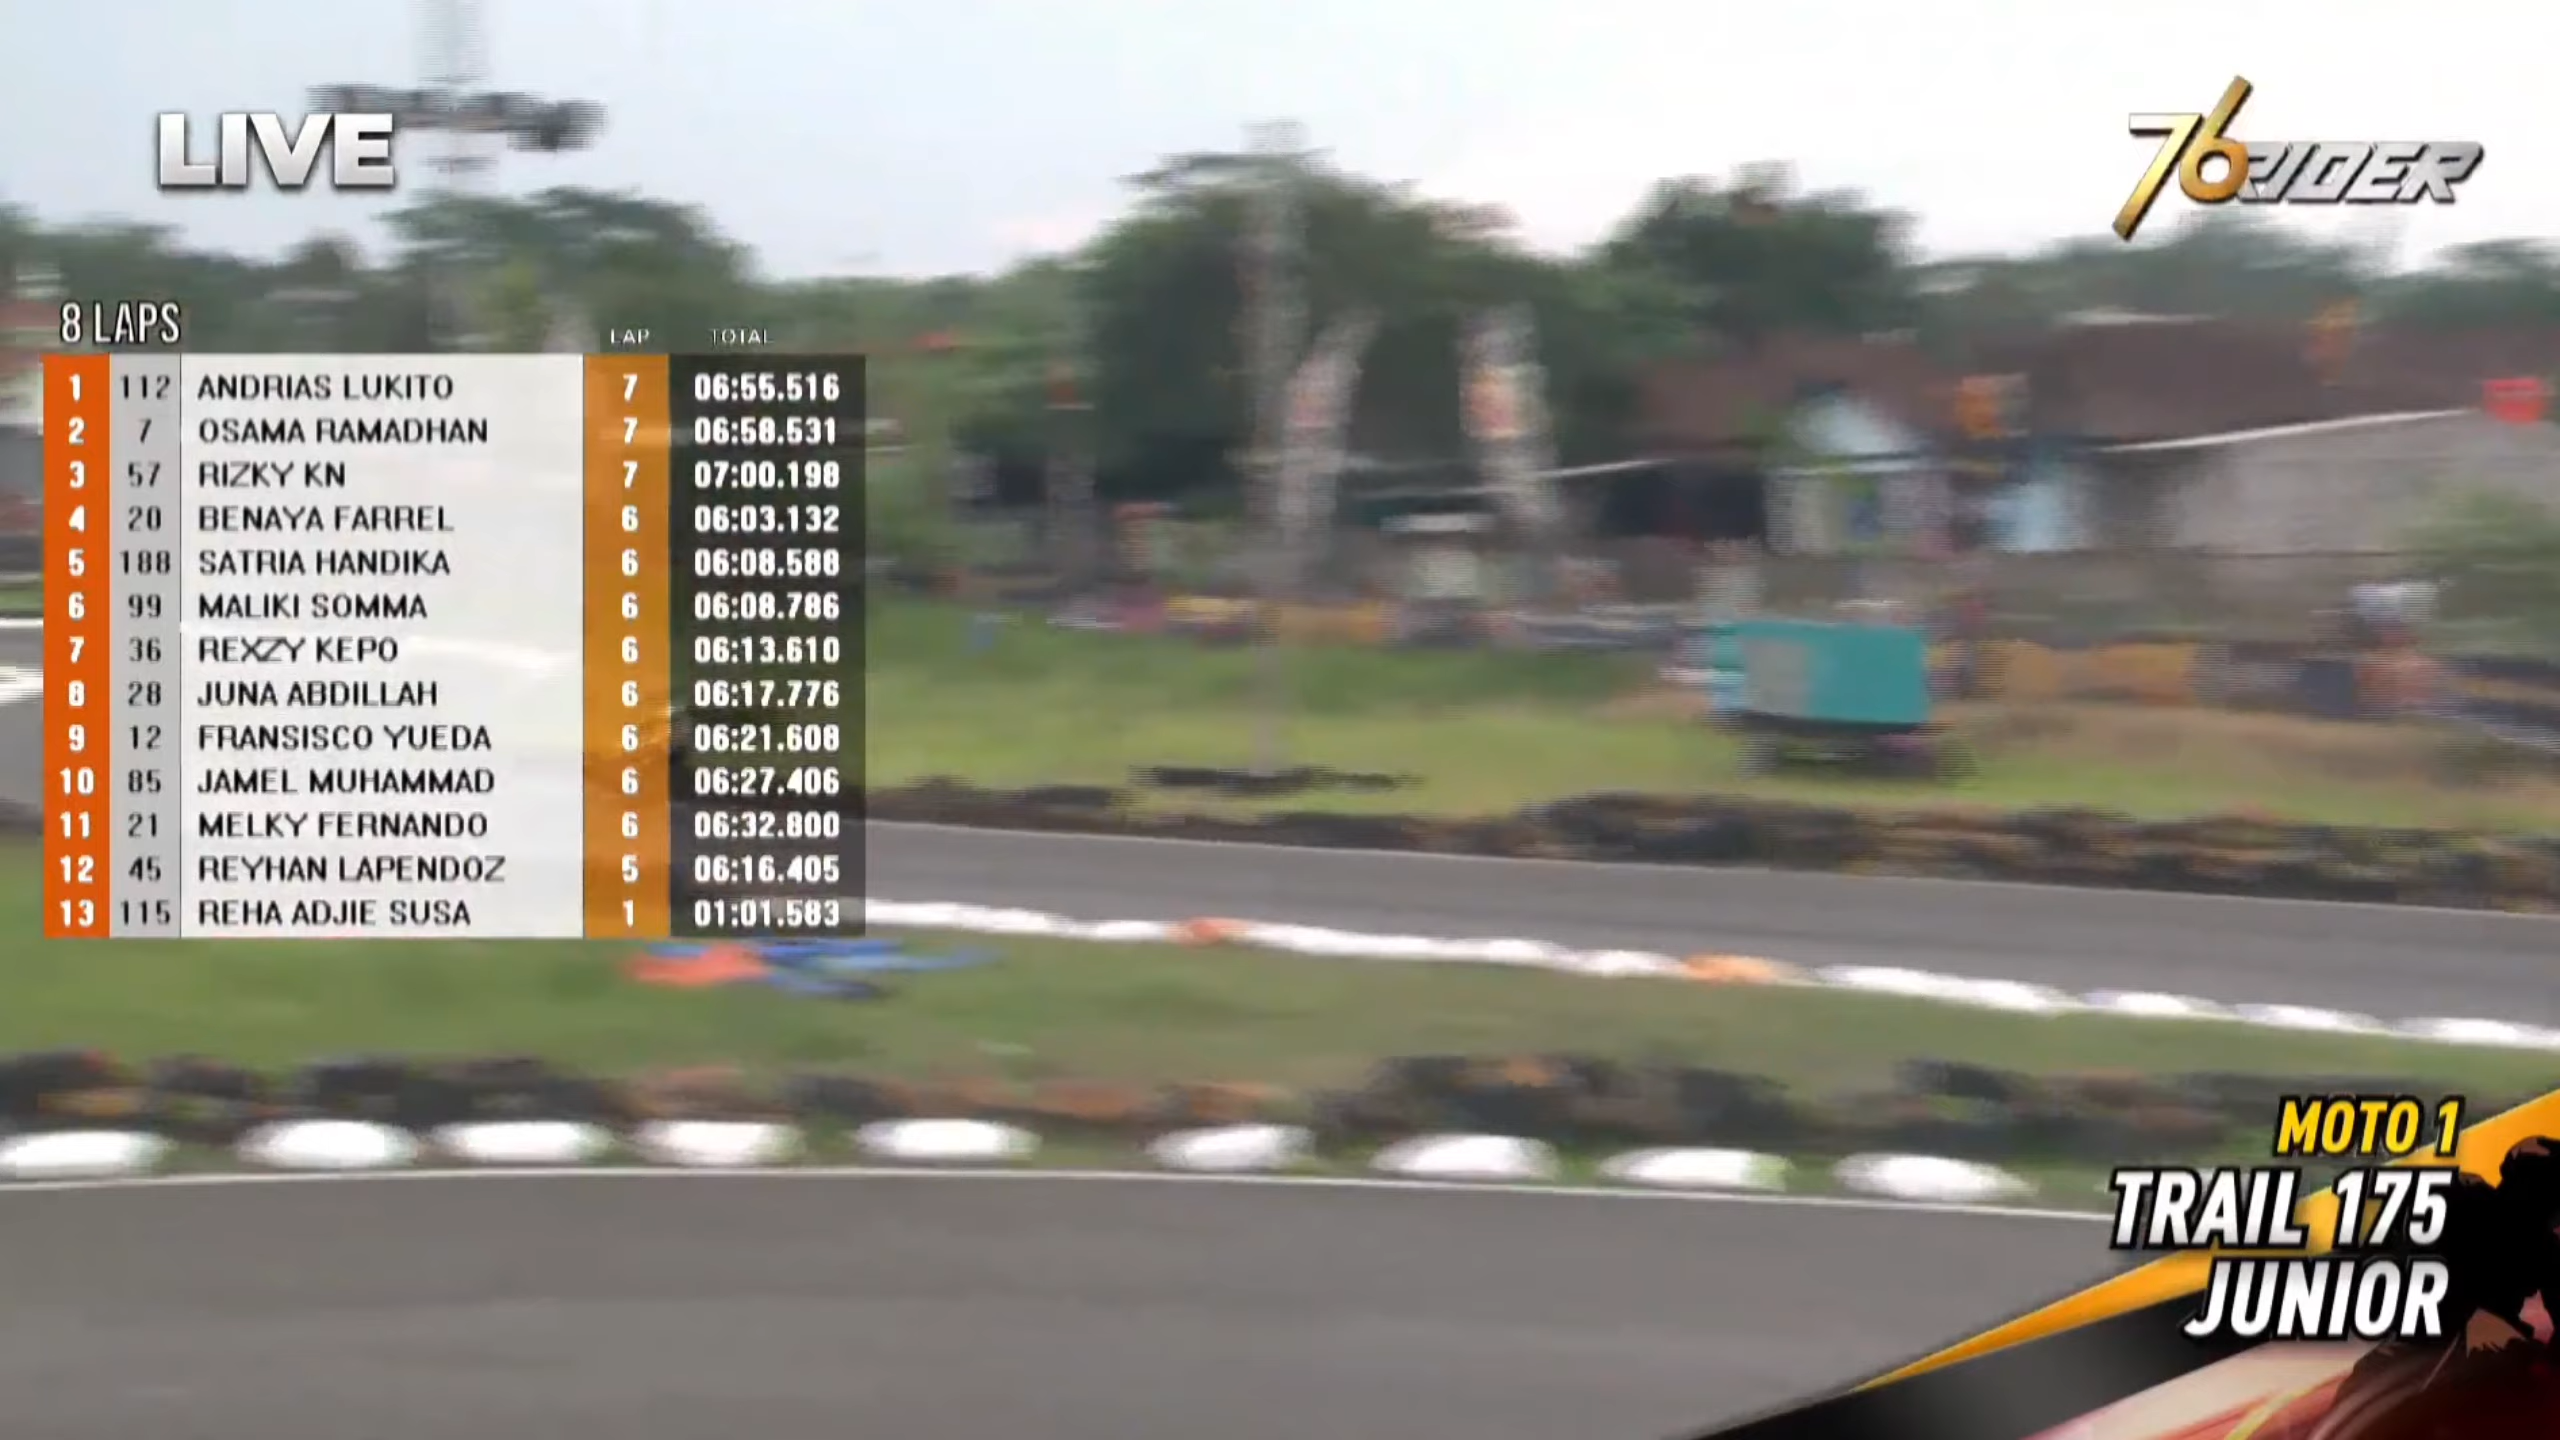 LIVE
76RIDER
8 LAPS
LAP TOTAL
1 112 ANDRIAS LUKITO 7 06:55.516
2 7 OSAMA RAMADHAN 7 06:58.531
3 57 RIZKY KN 7 07:00.198
4 20 BENAYA FARREL 6 06:03.132
5 188 SATRIA HANDIKA 6 06:08.588
6 99 MALIKI SOMMA 6 06:08.786
7 36 REXZY KEPO 6 06:13.610
8 28 JUNA ABDILLAH 6 06:17.776
9 12 FRANSISCO YUEDA 6 06:21.608
10 85 JAMEL MUHAMMAD 6 06:27.406
11 21 MELKY FERNANDO 6 06:32.800
12 45 REYHAN LAPENDOZ 5 06:16.405
13 115 REHA ADJIE SUSA 1 01:01.583
MOTO 1
TRAIL 175
JUNIOR